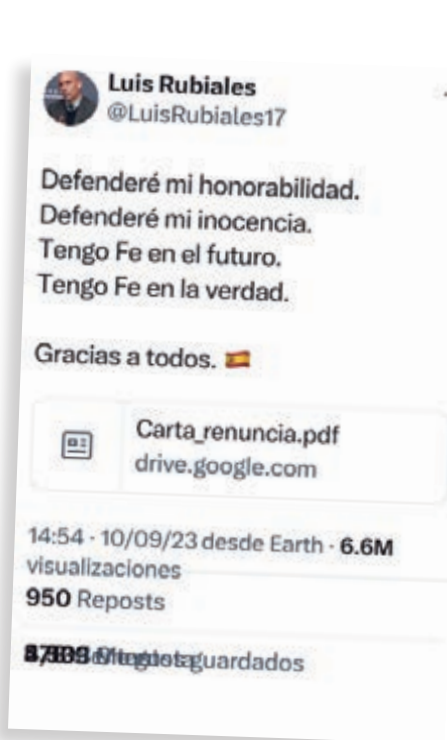 Luis Rubiales
@LuisRubiales17
Defenderé mi honorabilidad.
Defenderé mi inocencia.
Tengo Fe en el futuro.
Tengo Fe en la verdad.
Gracias a todos. 🇪🇸
Carta_renuncia.pdf
drive.google.com
14:54 · 10/09/23 desde Earth · 6.6M
visualizaciones
950 Reposts
guardados